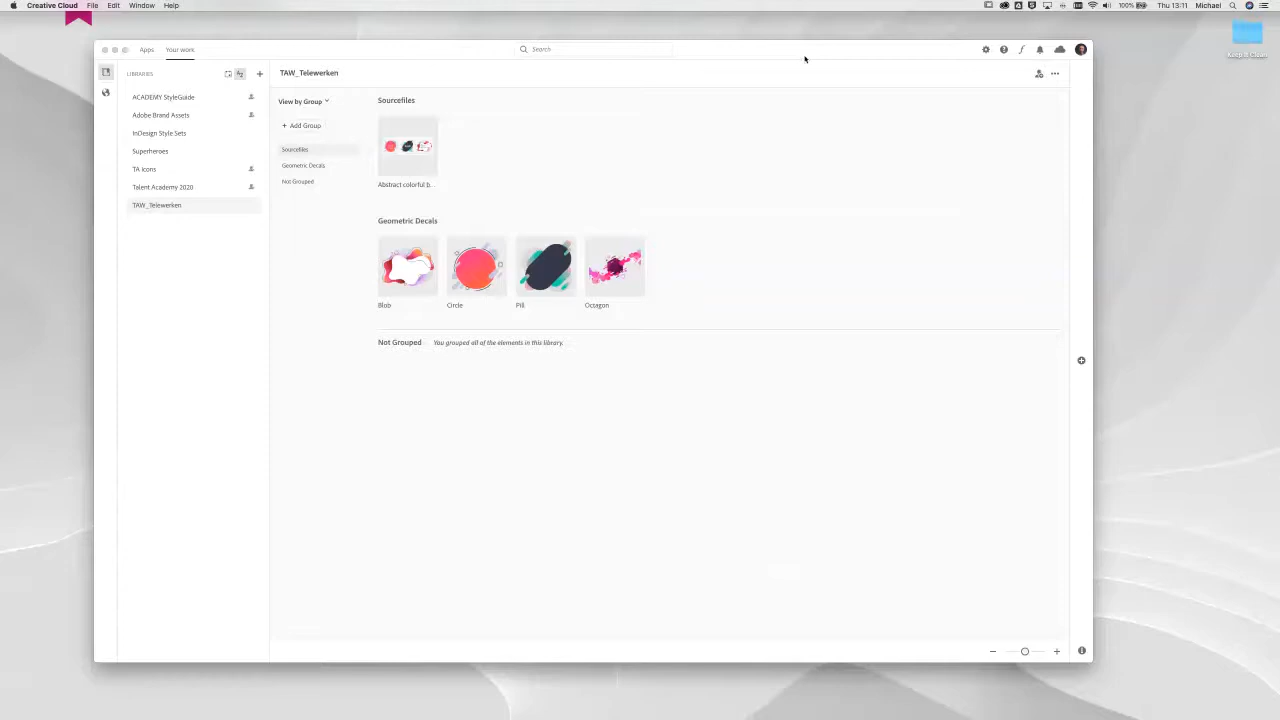 Creative Cloud File Edit Window Help
100% Thu 13:11 Michael
Apps Your work
Search
LIBRARIES
TAW_Telewerken
ACADEMY StyleGuide
Adobe Brand Assets
InDesign Style Sets
Superheroes
TA Icons
Talent Academy 2020
TAW_Telewerken
View by Group
+ Add Group
Sourcefiles
Geometric Decals
Not Grouped
Sourcefiles
Abstract colorful b...
Geometric Decals
Blob Circle Pill Octagon
Not Grouped You grouped all of the elements in this library.